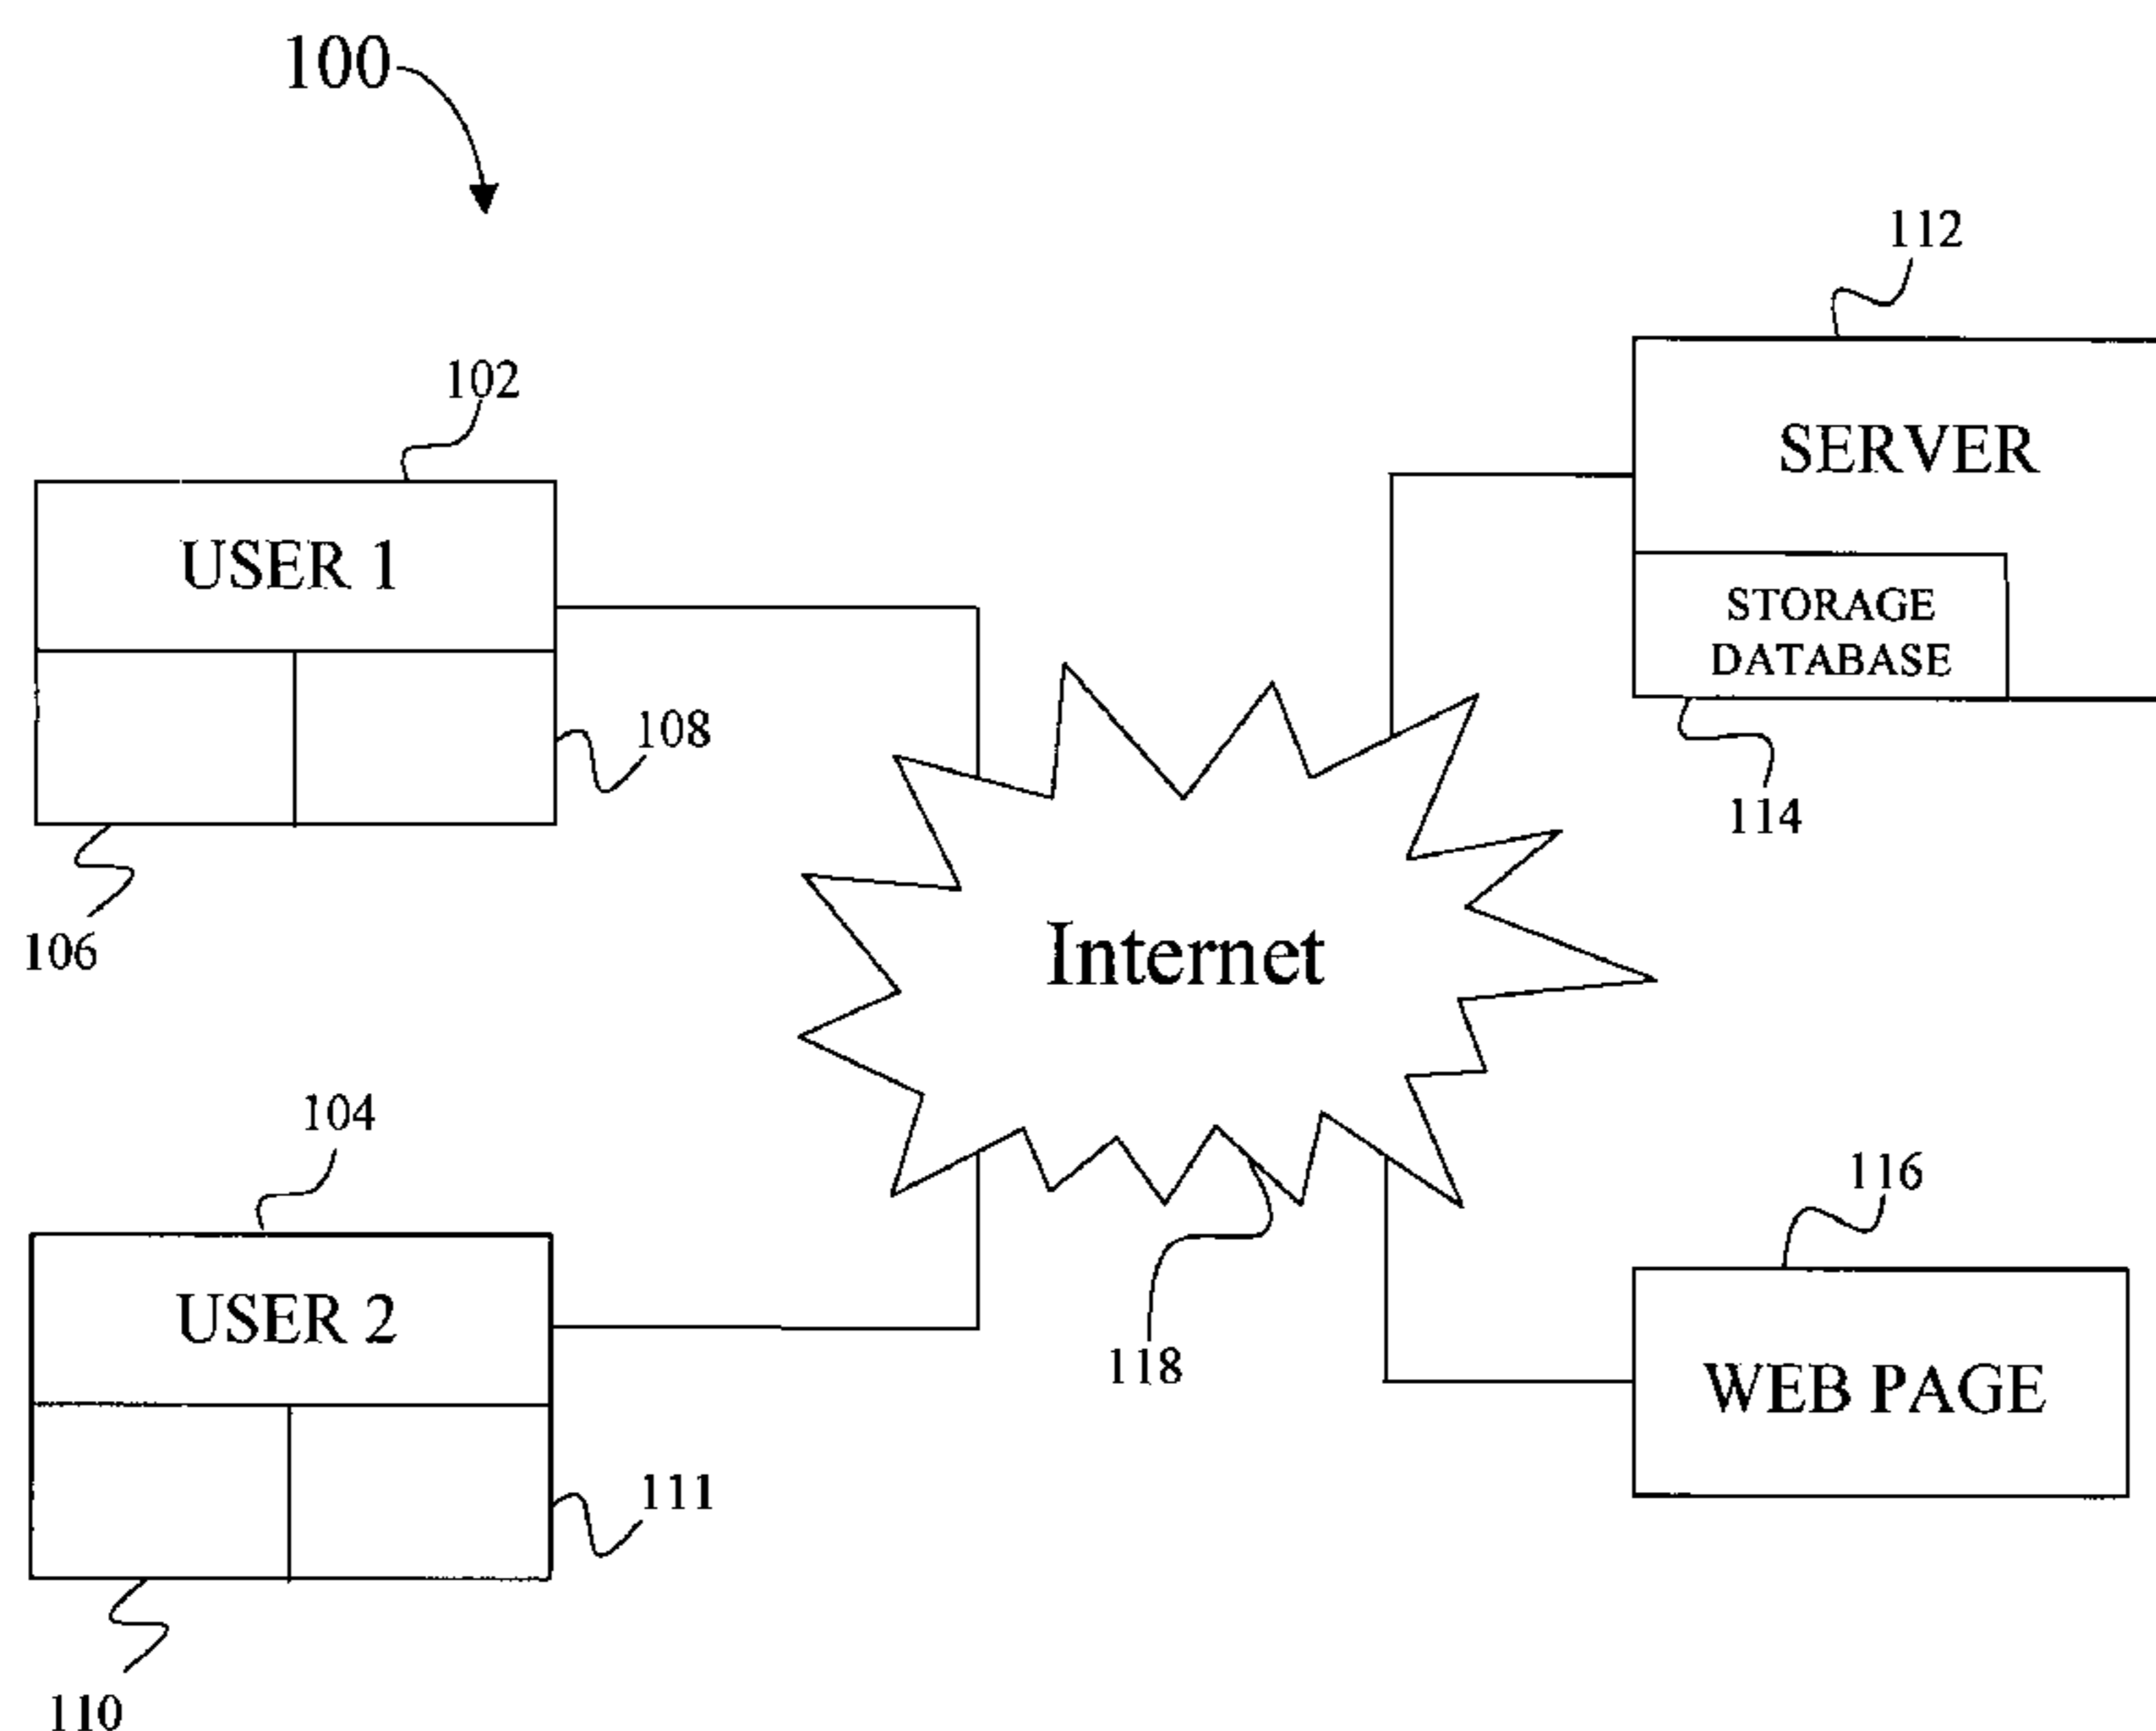 100
112
102
SERVER
USER 1
STORAGE
DATABASE
108
114
106
Internet
104
116
USER 2
118
WEB PAGE
111
110